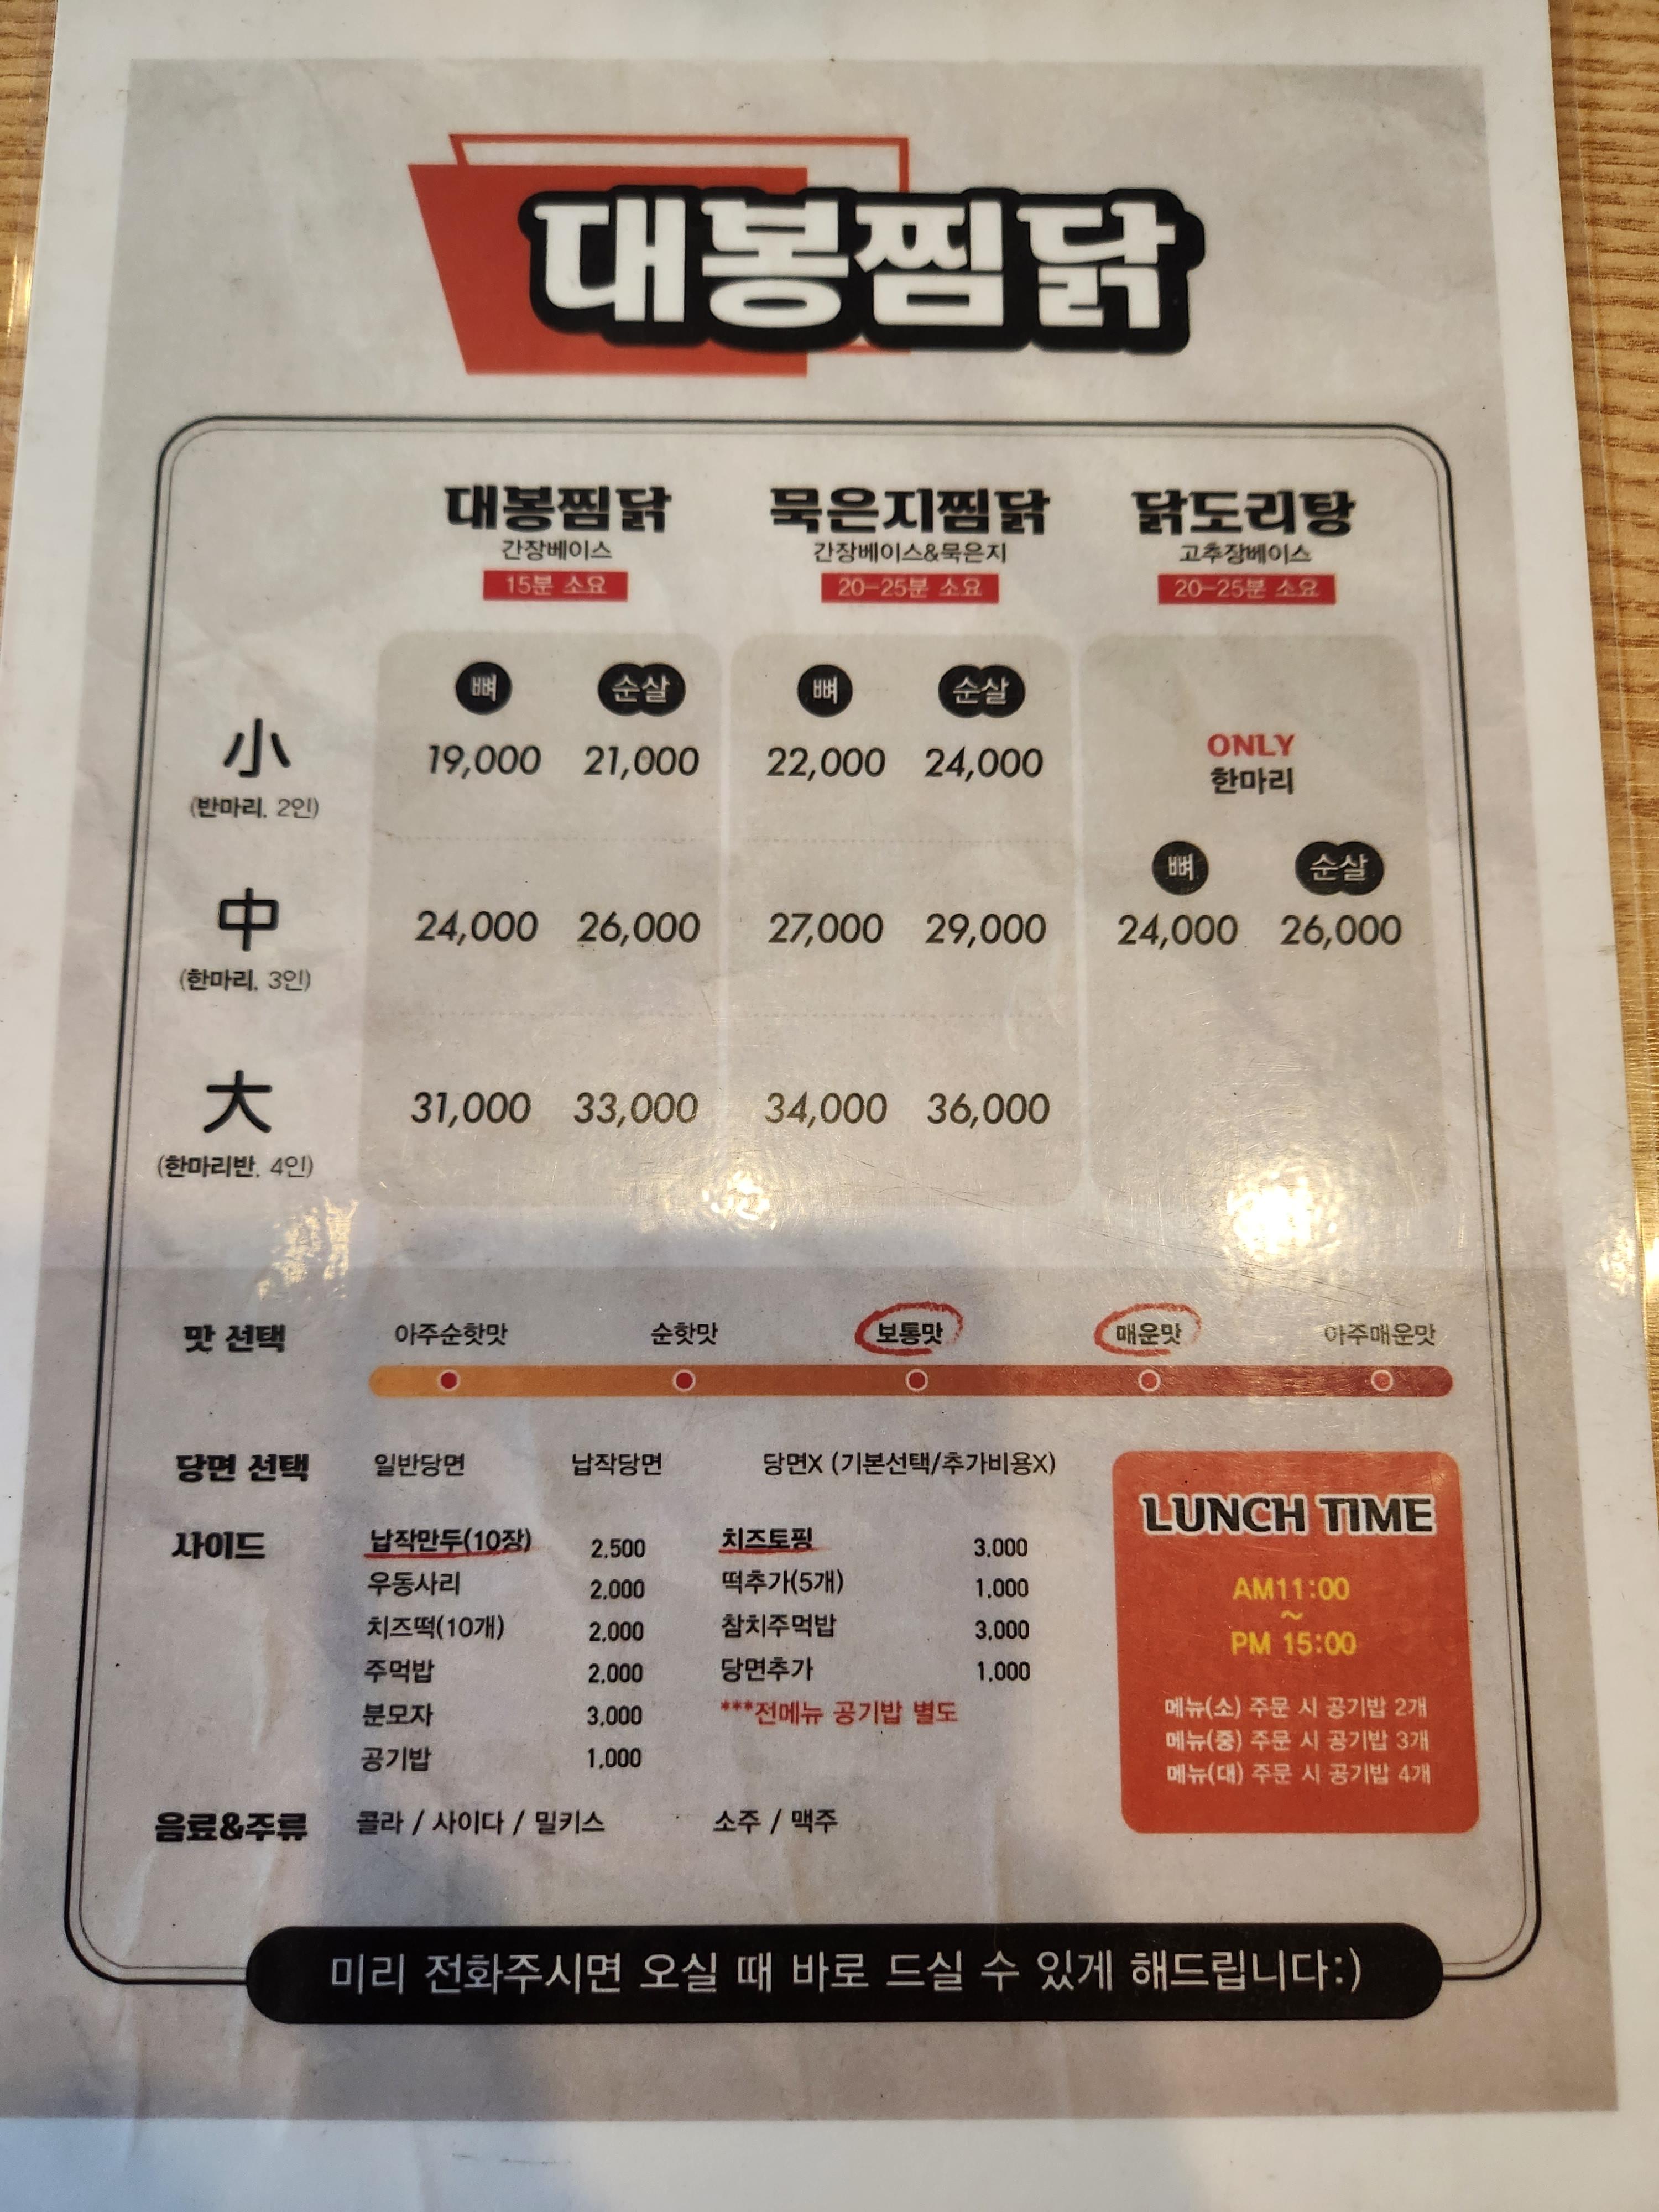 대봉찜닭
대봉찜닭 묵은지찜닭 닭도리탕
간장베이스 간장베이스&묵은지 고추장베이스
15분 소요 20-25분 소요 20-25분 소요
뼈 순살 뼈 순살
小 19,000 21,000 22,000 24,000 ONLY
(반마리, 2인) 한마리
뼈 순살
中 24,000 26,000 27,000 29,000 24,000 26,000
(한마리, 3인)
大 31,000 33,000 34,000 36,000
(한마리반, 4인)
맛 선택 아주순핫맛 순핫맛 보통맛 매운맛 아주매운맛
당면 선택 일반당면 납작당면 당면X (기본선택/추가비용X)
사이드 납작만두(10장) 2,500 치즈토핑 3,000
우동사리 2,000 떡추가(5개) 1,000
치즈떡(10개) 2,000 참치주먹밥 3,000
주먹밥 2,000 당면추가 1,000
분모자 3,000 ***전메뉴 공기밥 별도
공기밥 1,000
음료&주류 콜라 / 사이다 / 밀키스 소주 / 맥주
LUNCH TIME
AM11:00
~
PM 15:00
메뉴(소) 주문 시 공기밥 2개
메뉴(중) 주문 시 공기밥 3개
메뉴(대) 주문 시 공기밥 4개
미리 전화주시면 오실 때 바로 드실 수 있게 해드립니다:)